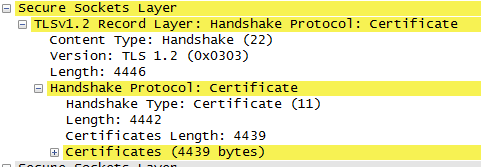 Secure Sockets Layer
TLSv1.2 Record Layer: Handshake Protocol: Certificate
Content Type: Handshake (22)
Version: TLS 1.2 (0x0303)
Length: 4446
Handshake Protocol: Certificate
Handshake Type: Certificate (11)
Length: 4442
Certificates Length: 4439
Certificates (4439 bytes)
Secure Sockets Layer